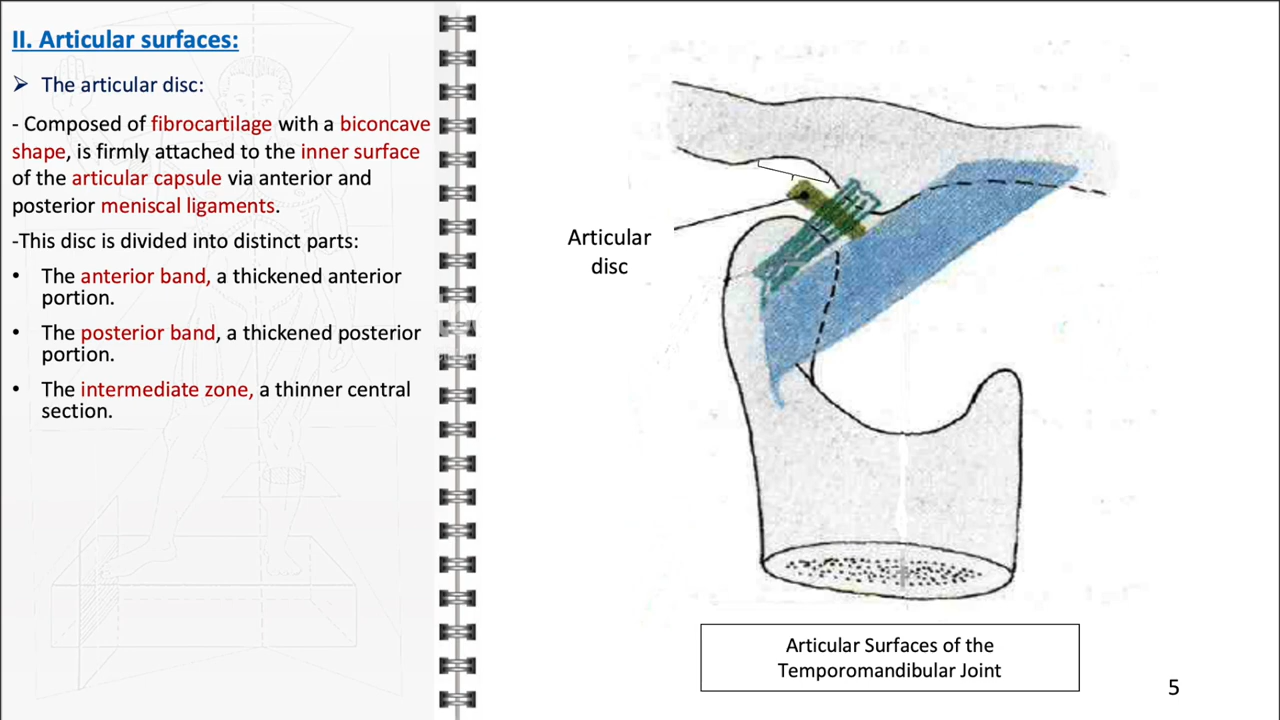 II. Articular surfaces:
➢ The articular disc:
- Composed of fibrocartilage with a biconcave
shape, is firmly attached to the inner surface
of the articular capsule via anterior and
posterior meniscal ligaments.
-This disc is divided into distinct parts:
• The anterior band, a thickened anterior
portion.
• The posterior band, a thickened posterior
portion.
• The intermediate zone, a thinner central
section.
Articular
disc
Articular Surfaces of the
Temporomandibular Joint
5